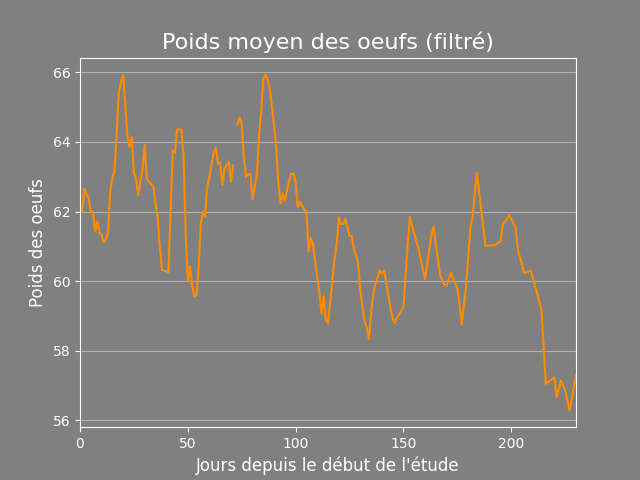 Poids moyen des oeufs (filtré)
66
64
62
60
58
56
Poids des oeufs
0 50 100 150 200
Jours depuis le début de l'étude